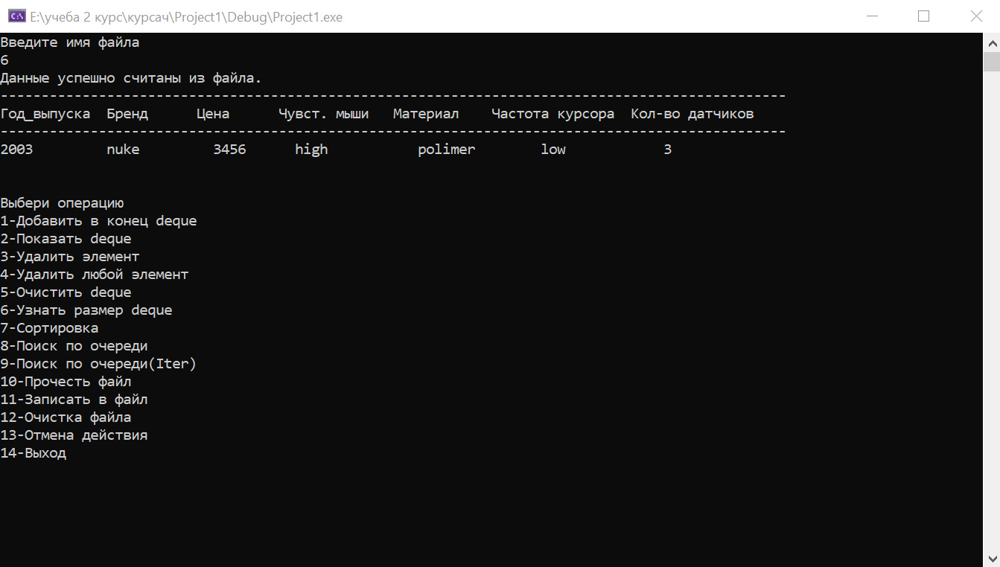 E:\учеба 2 курс\курсач\Project1\Debug\Project1.exe
Введите имя файла
6
Данные успешно считаны из файла.
------------------------------------------------------------------------------------------------
Год_выпуска  Бренд      Цена      Чувст. мыши   Материал    Частота курсора  Кол-во датчиков
------------------------------------------------------------------------------------------------
2003         nuke         3456      high           polimer        low            3
Выбери операцию
1-Добавить в конец deque
2-Показать deque
3-Удалить элемент
4-Удалить любой элемент
5-Очистить deque
6-Узнать размер deque
7-Сортировка
8-Поиск по очереди
9-Поиск по очереди(Iter)
10-Прочесть файл
11-Записать в файл
12-Очистка файла
13-Отмена действия
14-Выход